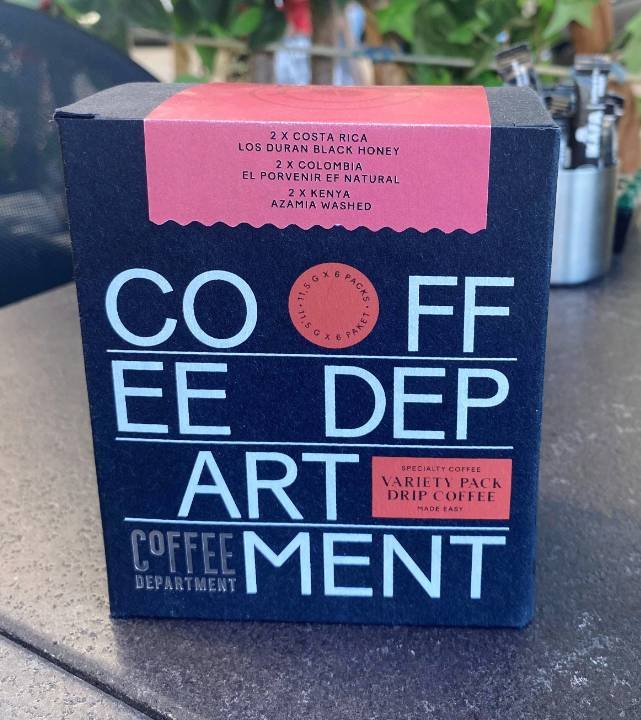 2 X COSTA RICA
LOS DURAN BLACK HONEY
2 X COLOMBIA
EL PORVENIR EF NATURAL
2 X KENYA
AZAMIA WASHED
CO FF
11,5 G X 6 PACKS • 11,5 G X 6 PAKET •
EE DEP
ART
SPECIALTY COFFEE
VARIETY PACK
DRIP COFFEE
MADE EASY
MENT
COFFEE
DEPARTMENT